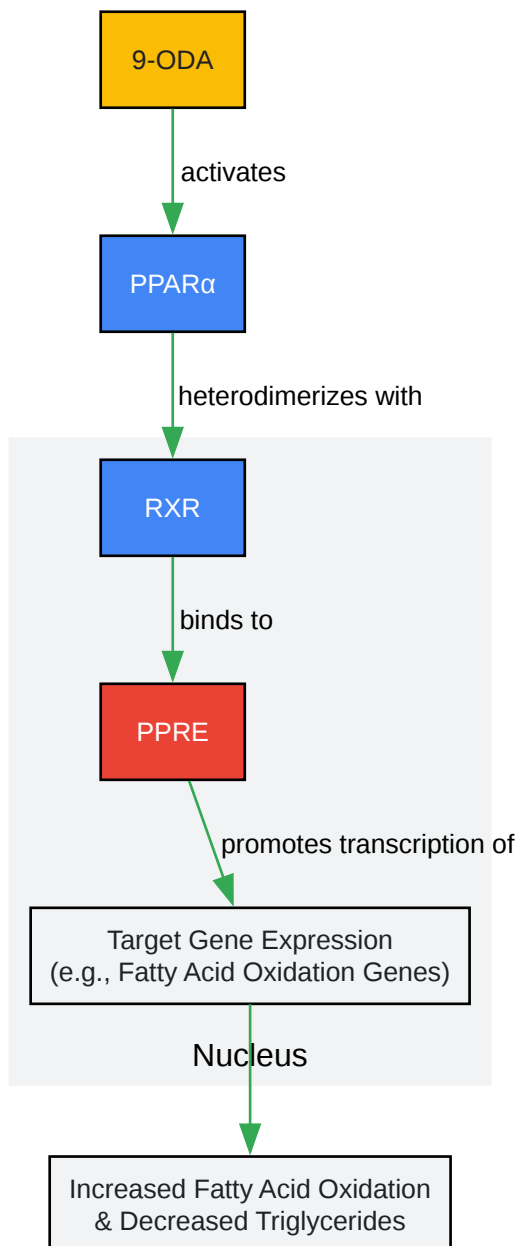 9-ODA
activates
PPARα
heterodimerizes with
RXR
binds to
PPRE
promotes transcription of
Target Gene Expression
(e.g., Fatty Acid Oxidation Genes)
Nucleus
Increased Fatty Acid Oxidation
& Decreased Triglycerides